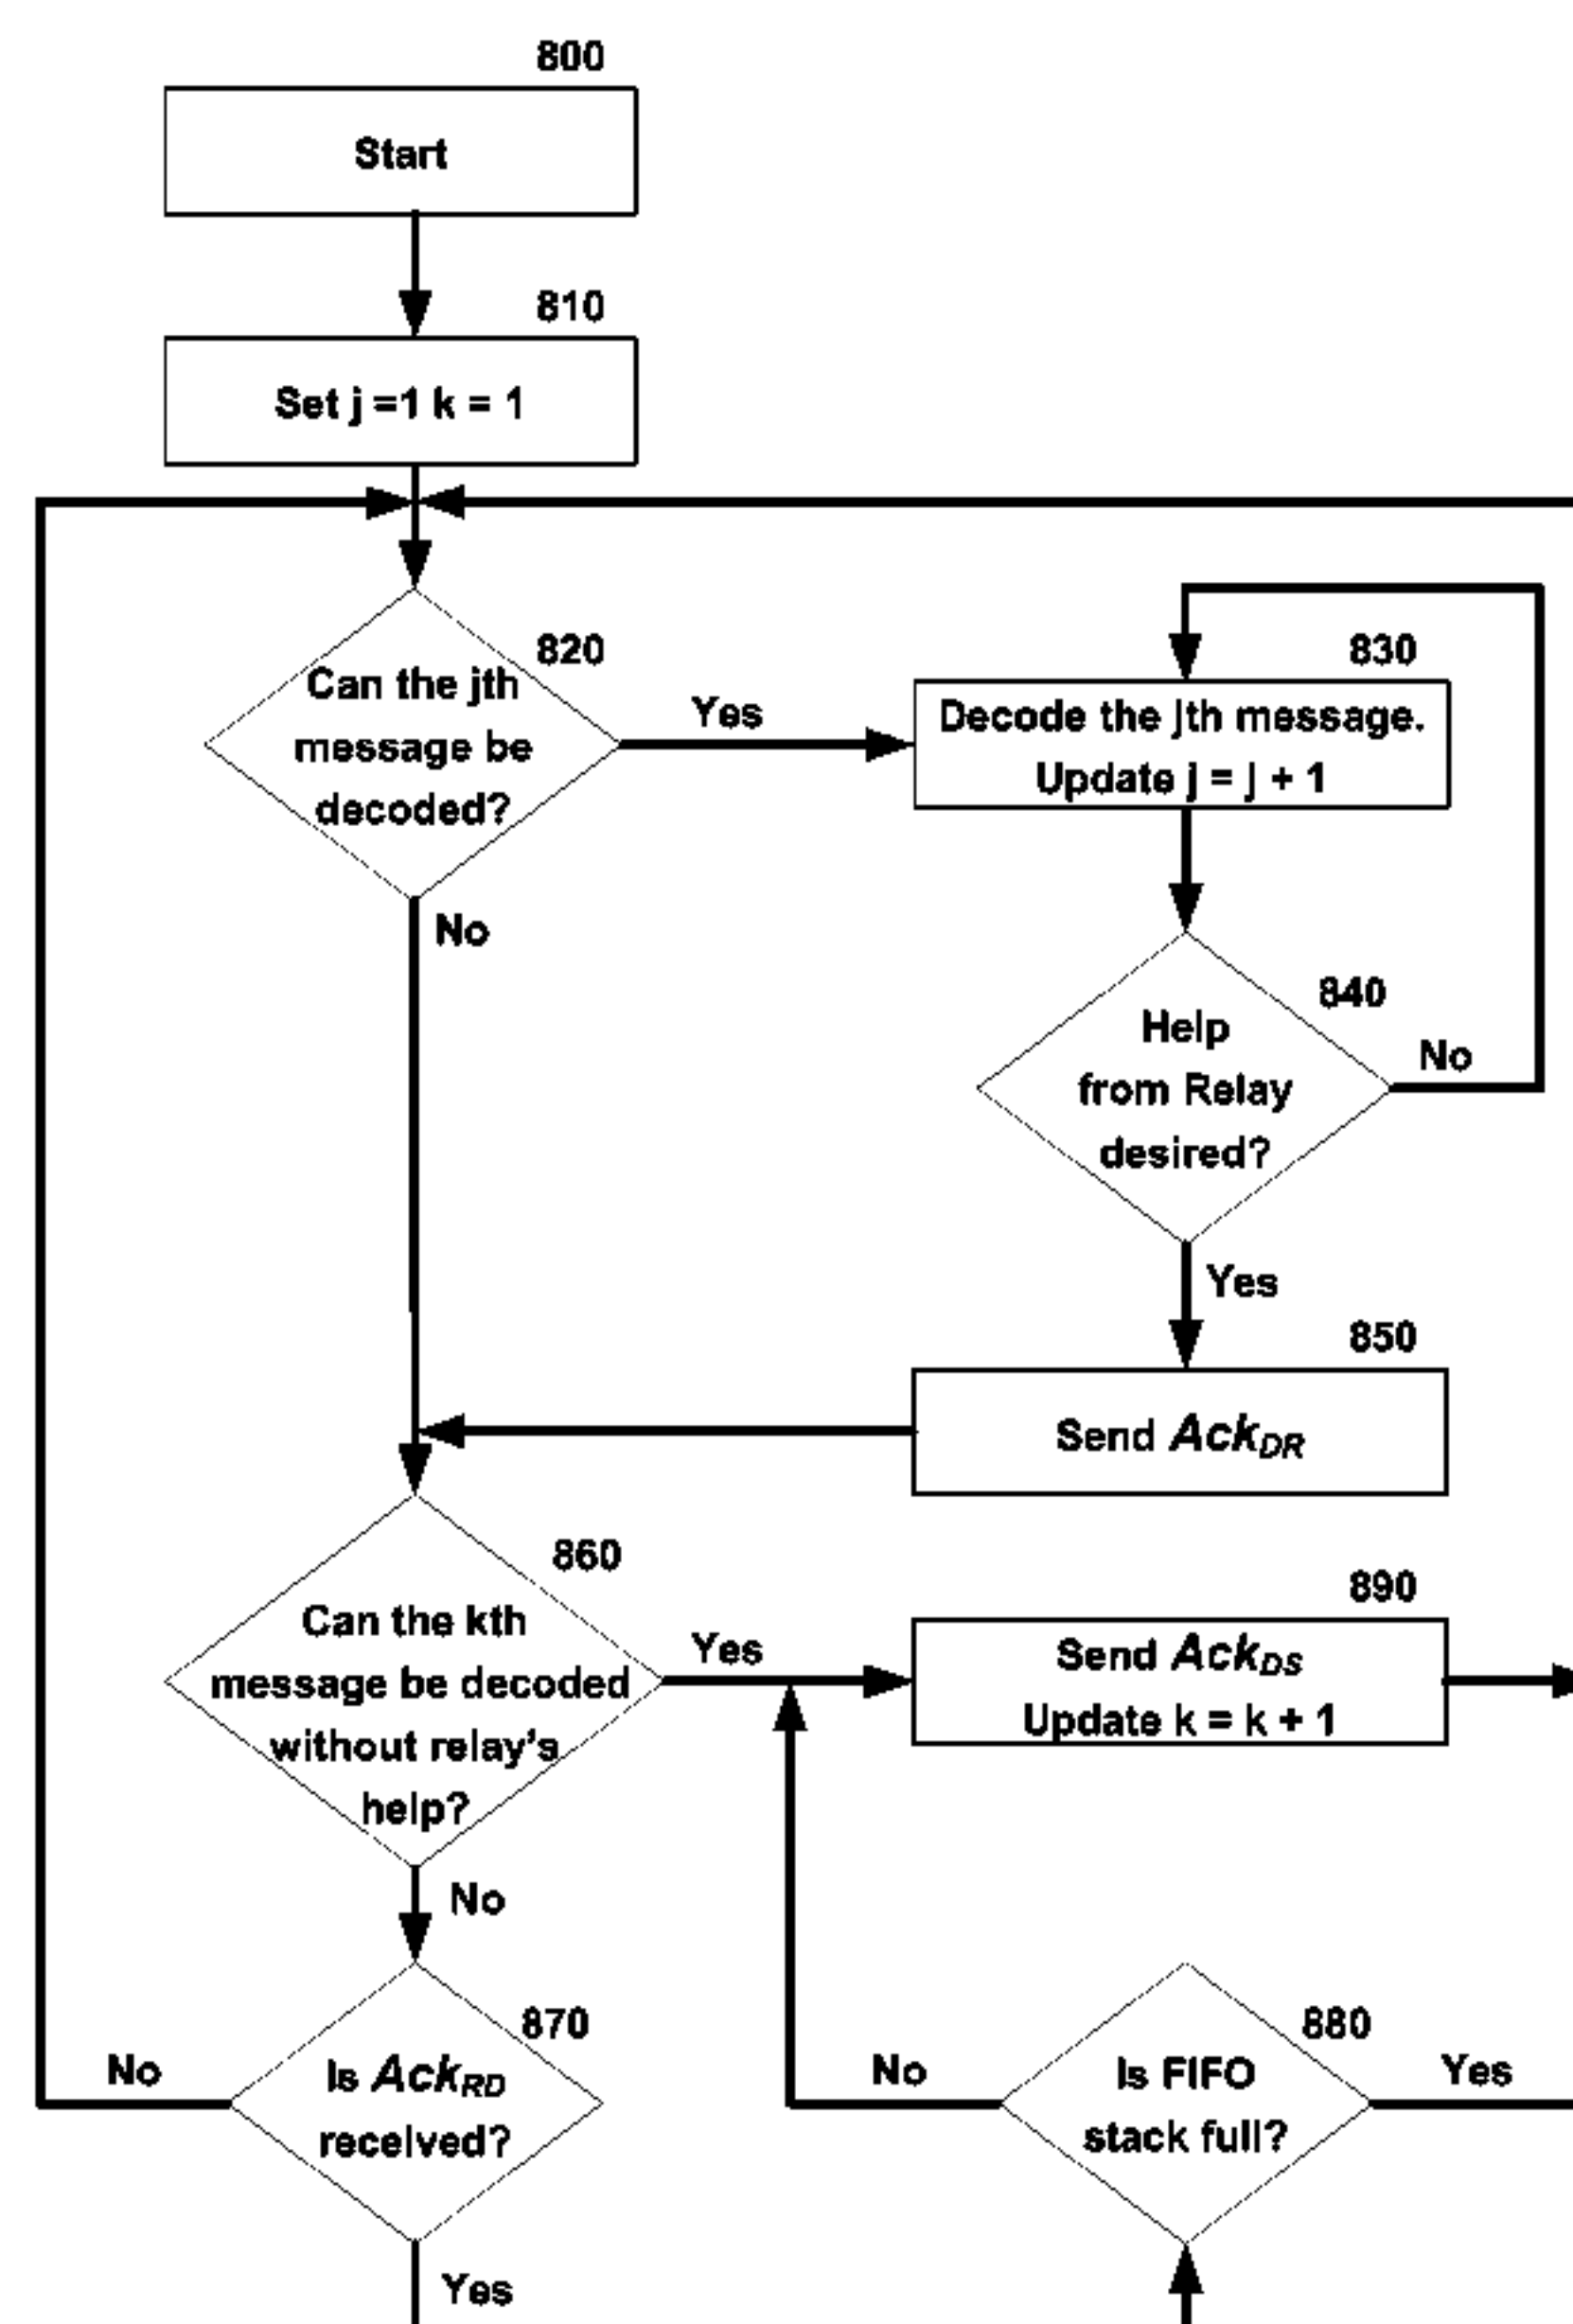 800
Start
810
Set j =1 k = 1
820
Can the jth
message be
decoded?
Yes
No
830
Decode the jth message.
Update j = j + 1
840
Help
from Relay
desired?
No
Yes
850
Send AckDR
860
Can the kth
message be decoded
without relay's
help?
Yes
No
890
Send AckDS
Update k = k + 1
870
Is AckRD
received?
No
Yes
880
Is FIFO
stack full?
No
Yes